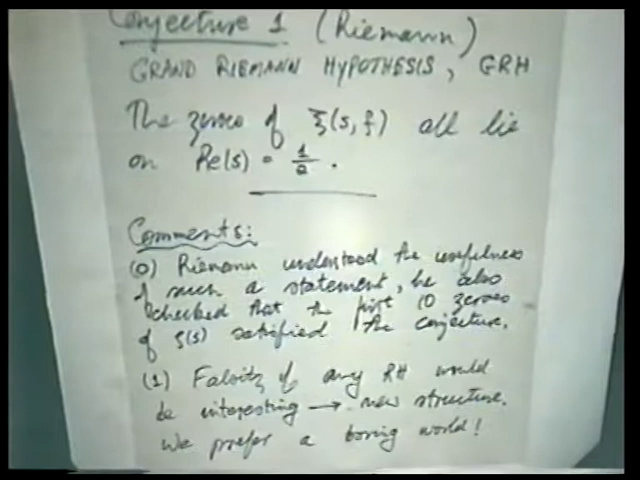 Conjecture 1 (Riemann)
GRAND RIEMANN HYPOTHESIS, GRH
The zeroes of ξ(s, f) all lie
on Re(s) = 1/2 .
Comments:
(0) Riemann understood the usefulness
of such a statement, he also
checked that the first 10 zeroes
of ζ(s) satisfied the conjecture.
(1) Falsity of any RH would
be interesting → new structure.
We prefer a boring world!